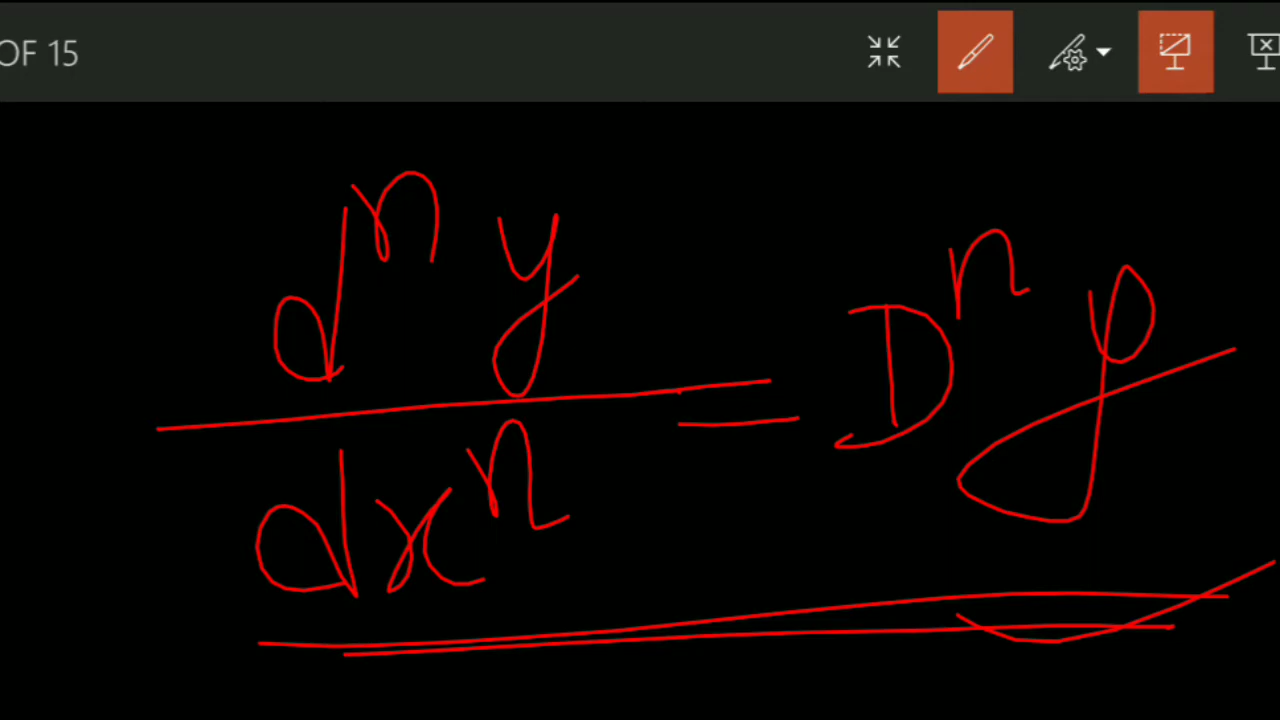 OF 15
dⁿy/dxⁿ = Dⁿy